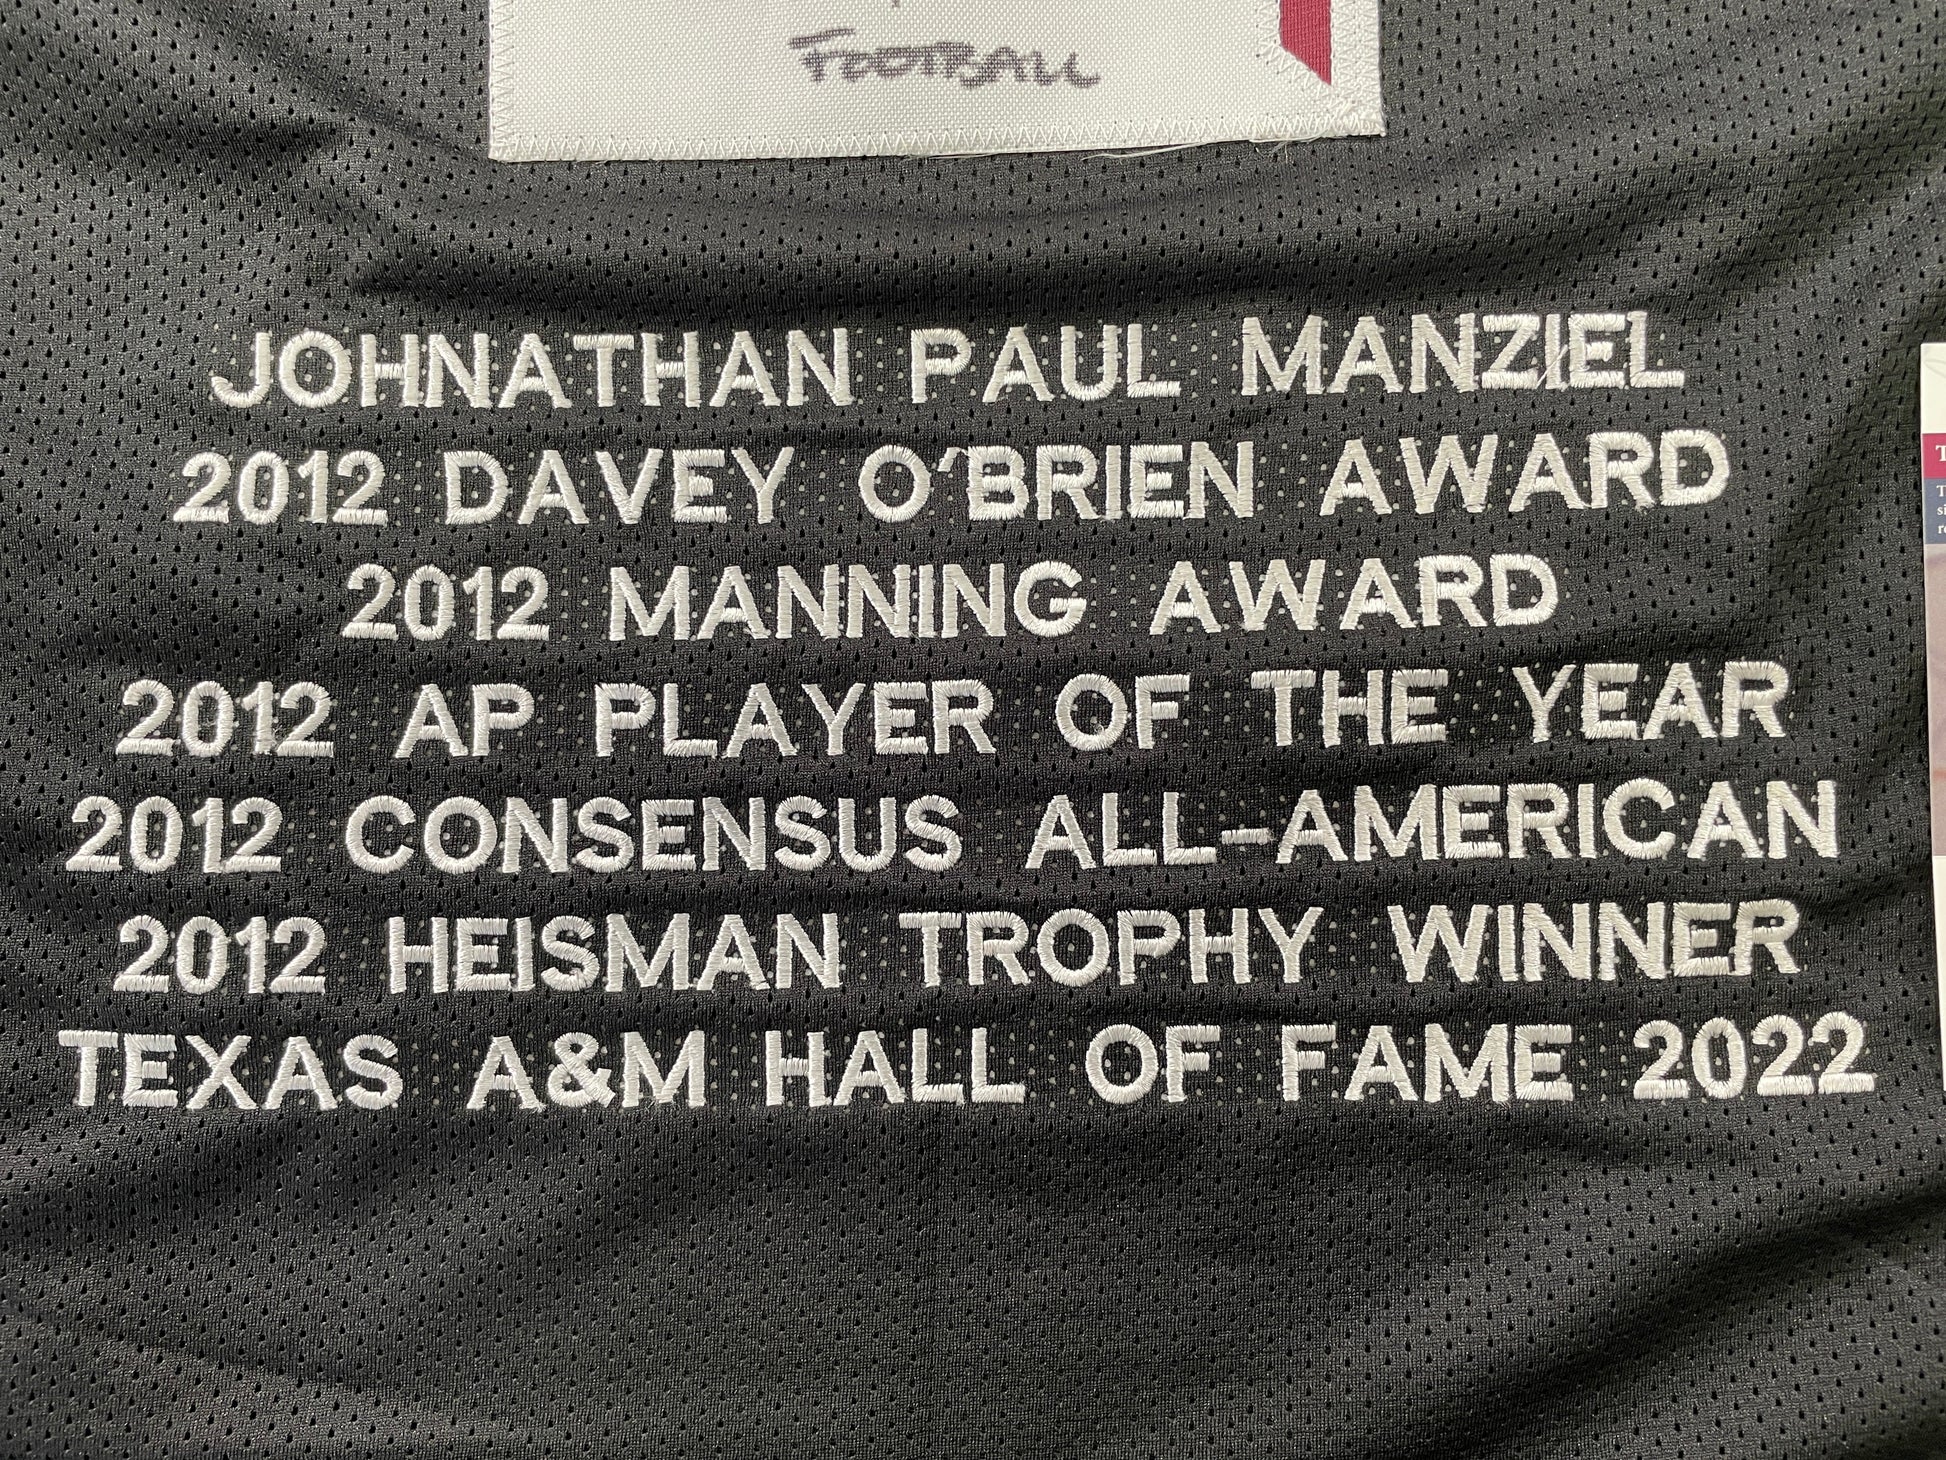 FOOTBALL
JOHNATHAN PAUL MANZIEL
2012 DAVEY O'BRIEN AWARD
2012 MANNING AWARD
2012 AP PLAYER OF THE YEAR
2012 CONSENSUS ALL-AMERICAN
2012 HEISMAN TROPHY WINNER
TEXAS A&M HALL OF FAME 2022